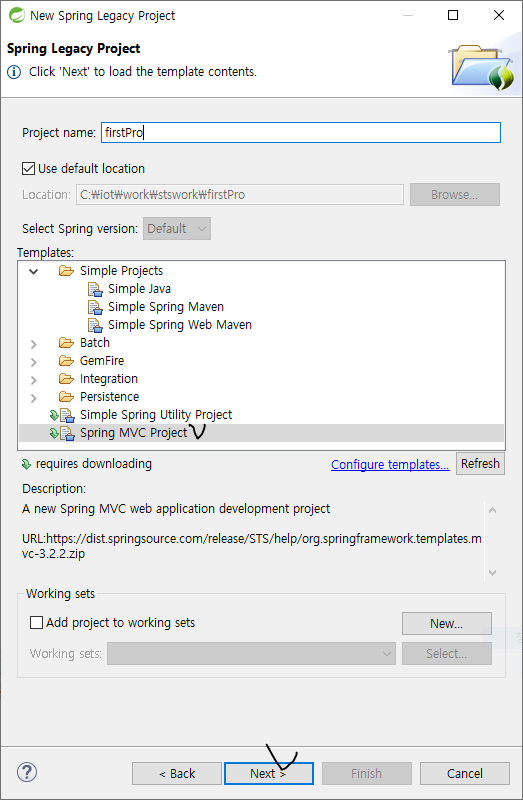 New Spring Legacy Project
Spring Legacy Project
Click 'Next' to load the template contents.
Project name: firstPro
Use default location
Location: C:₩iot₩work₩stswork₩firstPro Browse...
Select Spring version: Default
Templates:
Simple Projects
Simple Java
Simple Spring Maven
Simple Spring Web Maven
Batch
GemFire
Integration
Persistence
Simple Spring Utility Project
Spring MVC Project
requires downloading Configure templates... Refresh
Description:
A new Spring MVC web application development project
URL:https://dist.springsource.com/release/STS/help/org.springframework.templates.m
vc-3.2.2.zip
Working sets
Add project to working sets New...
Working sets: Select...
? < Back Next > Finish Cancel